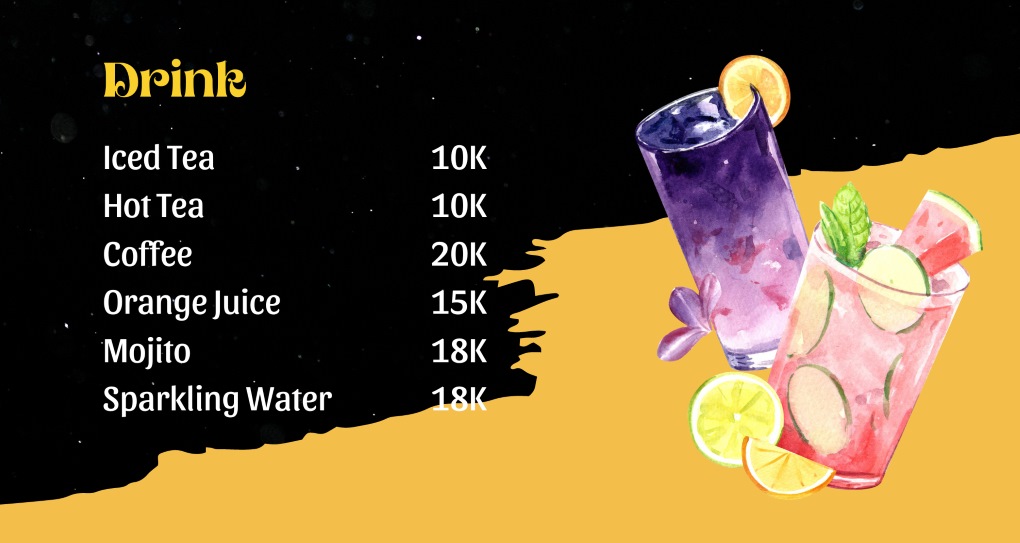 Drink
Iced Tea 10K
Hot Tea 10K
Coffee 20K
Orange Juice 15K
Mojito 18K
Sparkling Water 18K